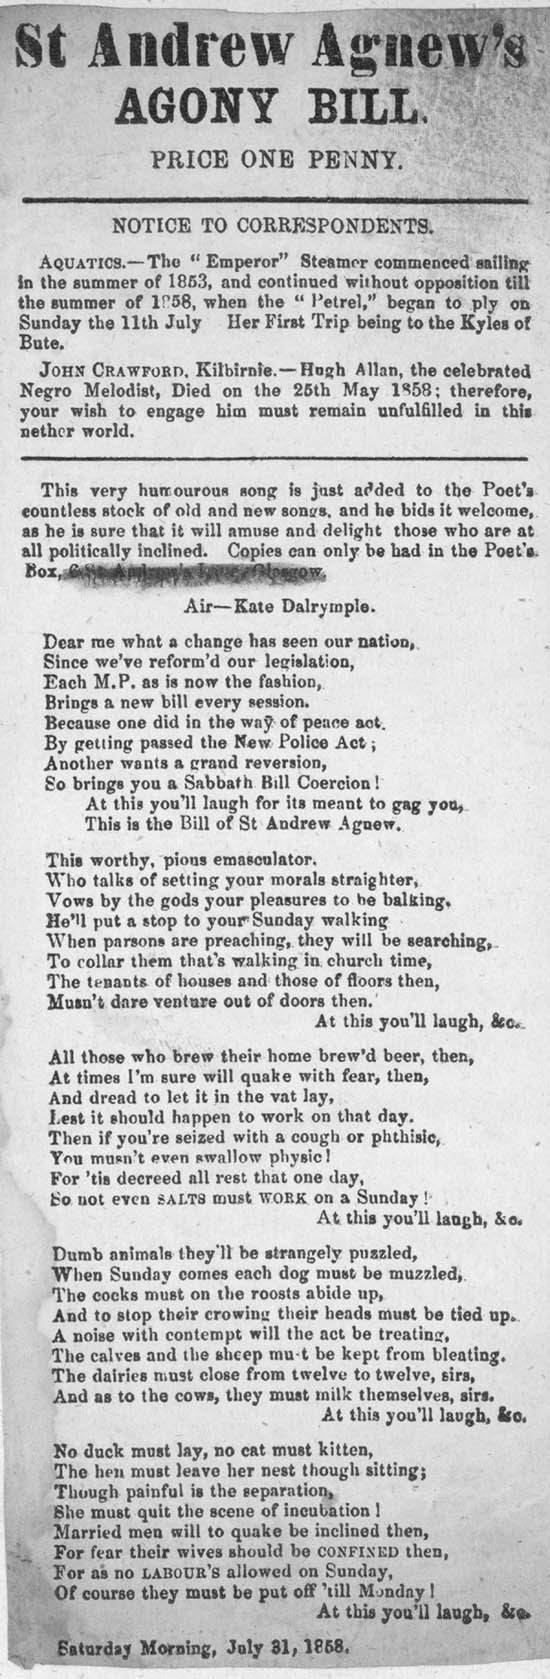 St Andrew Agnew's
AGONY BILL.
PRICE ONE PENNY.
NOTICE TO CORRESPONDENTS.
AQUATICS.—The "Emperor" Steamer commenced sailing
in the summer of 1853, and continued without opposition till
the summer of 1858, when the "Petrel," began to ply on
Sunday the 11th July Her First Trip being to the Kyles of
Bute.
JOHN CRAWFORD, Kilbirnie.—Hugh Allan, the celebrated
Negro Melodist, Died on the 25th May 1858; therefore,
your wish to engage him must remain unfulfilled in this
nether world.
This very humourous song is just added to the Poet's
countless stock of old and new songs, and he bids it welcome,
as he is sure that it will amuse and delight those who are at
all politically inclined. Copies can only be had in the Poet's
Box, 6 St. Andrew's Lane, Glasgow.
Air—Kate Dalrymple.
Dear me what a change has seen our nation,
Since we've reform'd our legislation,
Each M.P. as is now the fashion,
Brings a new bill every session.
Because one did in the way of peace act.
By getting passed the New Police Act;
Another wants a grand reversion,
So brings you a Sabbath Bill Coercion!
At this you'll laugh for its meant to gag you,
This is the Bill of St Andrew Agnew.
This worthy, pious emasculator.
Who talks of setting your morals straighter,
Vows by the gods your pleasures to be balking,
He'll put a stop to your Sunday walking
When parsons are preaching, they will be searching,
To collar them that's walking in church time,
The tenants of houses and those of floors then,
Musn't dare venture out of doors then.
At this you'll laugh, &c.
All those who brew their home brew'd beer, then,
At times I'm sure will quake with fear, then,
And dread to let it in the vat lay,
Lest it should happen to work on that day.
Then if you're seized with a cough or phthisic,
You musn't even swallow physic!
For 'tis decreed all rest that one day,
So not even SALTS must WORK on a Sunday!
At this you'll laugh, &c.
Dumb animals they'll be strangely puzzled,
When Sunday comes each dog must be muzzled,
The cocks must on the roosts abide up,
And to stop their crowing their heads must be tied up.
A noise with contempt will the act be treating,
The calves and the sheep must be kept from bleating.
The dairies must close from twelve to twelve, sirs,
And as to the cows, they must milk themselves, sirs.
At this you'll laugh, &c.
No duck must lay, no cat must kitten,
The hen must leave her nest though sitting;
Though painful is the separation,
She must quit the scene of incubation!
Married men will to quake be inclined then,
For fear their wives should be CONFINED then,
For as no LABOUR'S allowed on Sunday,
Of course they must be put off 'till Monday!
At this you'll laugh, &c.
Saturday Morning, July 31, 1858.